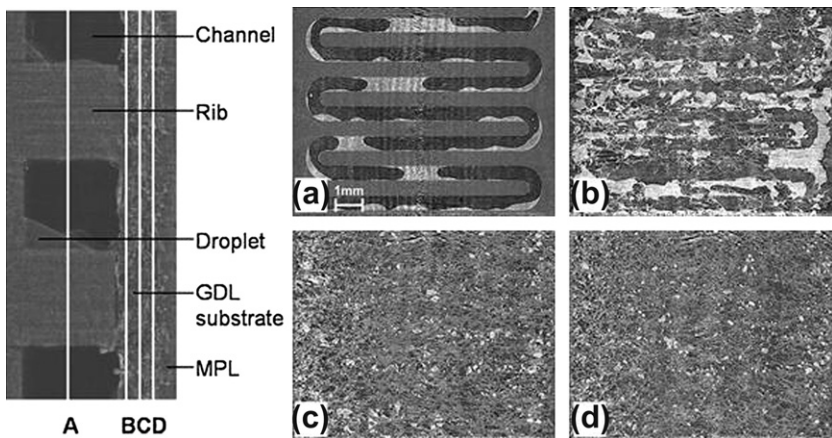 Channel
Rib
Droplet
GDL
substrate
MPL
A BCD
(a)
1mm
(b)
(c)
(d)